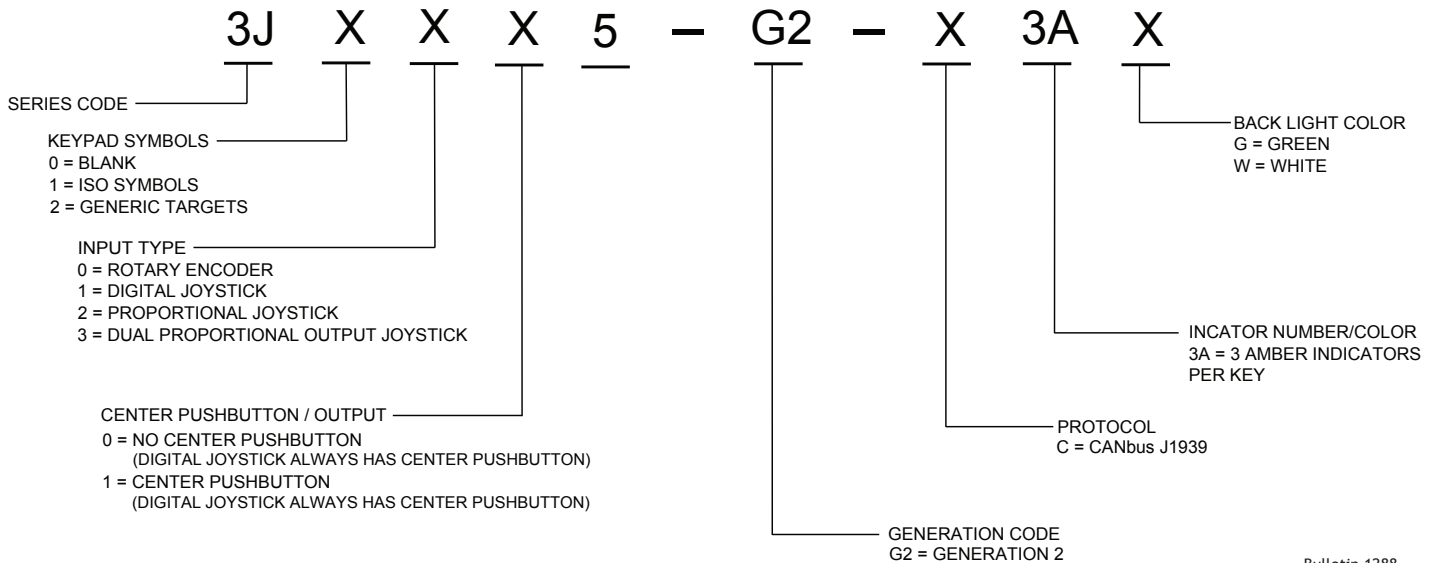 3J X X X 5 – G2 – X 3A X
SERIES CODE
KEYPAD SYMBOLS
0 = BLANK
1 = ISO SYMBOLS
2 = GENERIC TARGETS
INPUT TYPE
0 = ROTARY ENCODER
1 = DIGITAL JOYSTICK
2 = PROPORTIONAL JOYSTICK
3 = DUAL PROPORTIONAL OUTPUT JOYSTICK
CENTER PUSHBUTTON / OUTPUT
0 = NO CENTER PUSHBUTTON
(DIGITAL JOYSTICK ALWAYS HAS CENTER PUSHBUTTON)
1 = CENTER PUSHBUTTON
(DIGITAL JOYSTICK ALWAYS HAS CENTER PUSHBUTTON)
BACK LIGHT COLOR
G = GREEN
W = WHITE
INCATOR NUMBER/COLOR
3A = 3 AMBER INDICATORS
PER KEY
PROTOCOL
C = CANbus J1939
GENERATION CODE
G2 = GENERATION 2